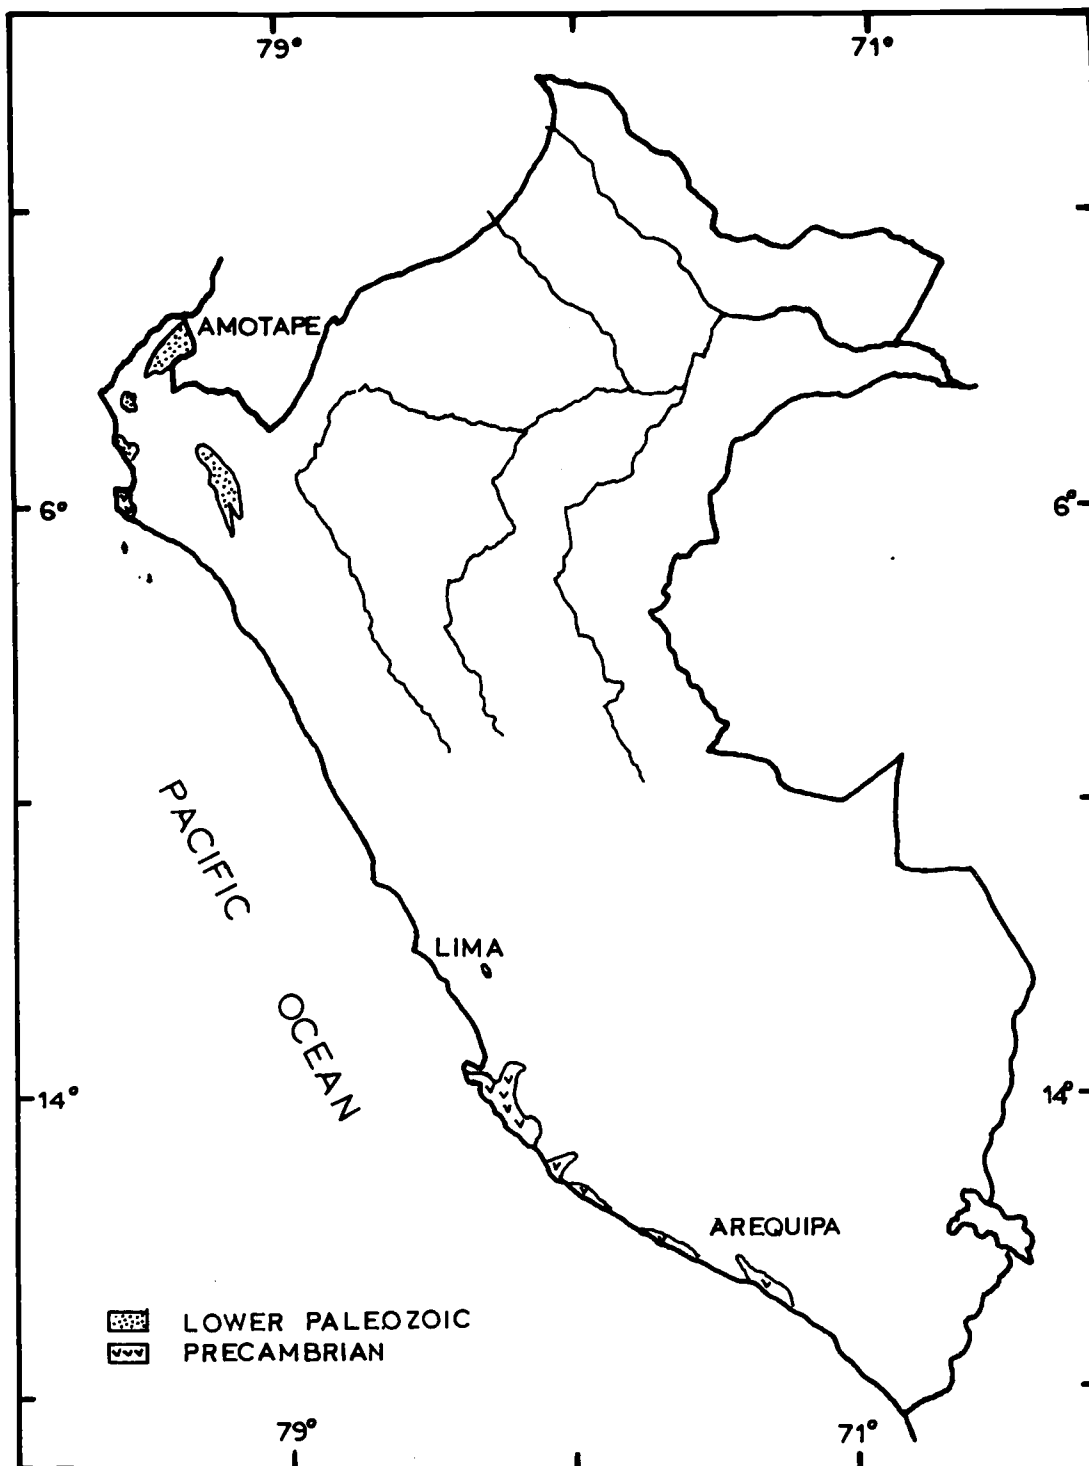 79° 71°
AMOTAPE
6° 6°
PACIFIC
OCEAN
LIMA
14° 14°
AREQUIPA
LOWER PALEOZOIC
PRECAMBRIAN
79° 71°